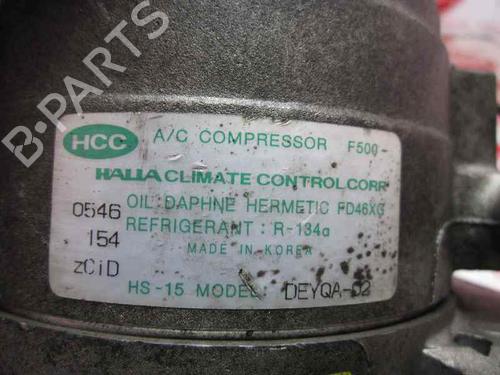 HCC A/C COMPRESSOR F500-
HALLA CLIMATE CONTROL CORP.
OIL: DAPHNE HERMETIC FD46XG
0546 REFRIGERANT : R-134a
154 MADE IN KOREA
zCiD
HS-15 MODEL: DEYQA-02
B-PARTS